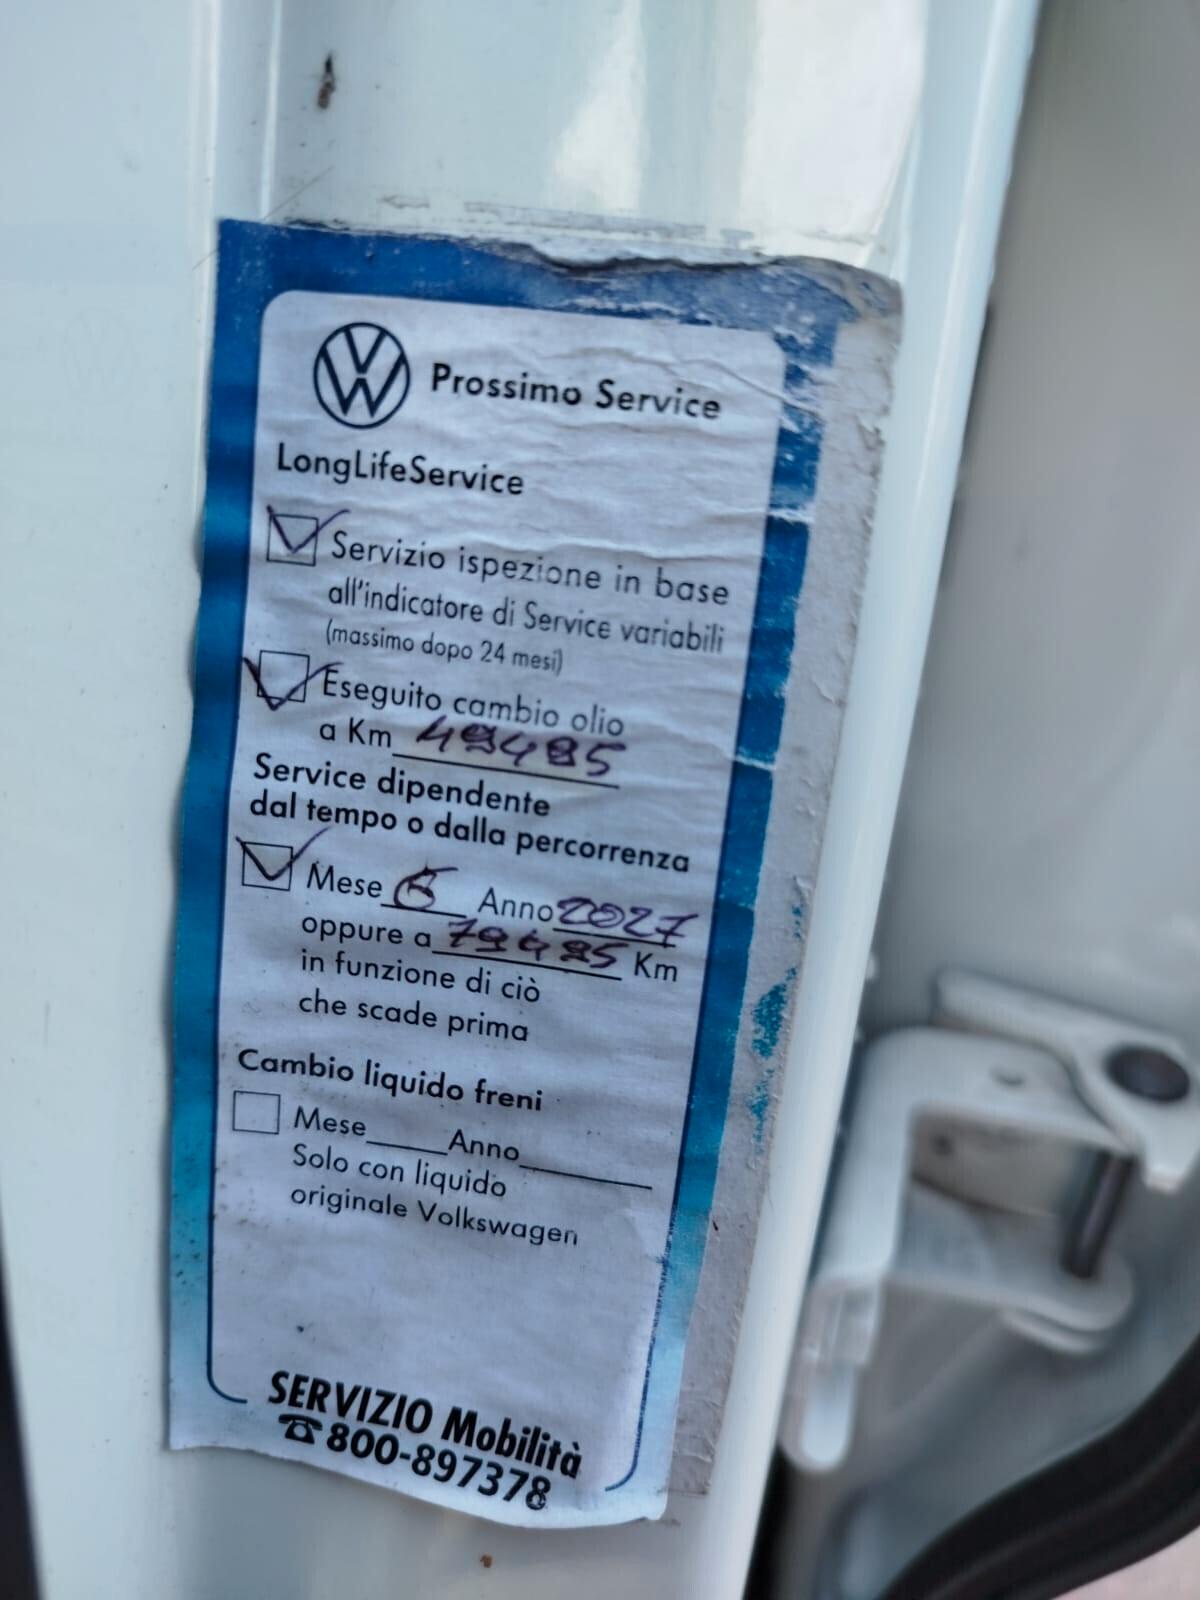 Prossimo Service
LongLifeService
Servizio ispezione in base
all'indicatore di Service variabili
(massimo dopo 24 mesi)
Eseguito cambio olio
a Km 49485
Service dipendente
dal tempo o dalla percorrenza
Mese 6 Anno 2027
oppure a 79485 Km
in funzione di ciò
che scade prima
Cambio liquido freni
Mese____Anno________
Solo con liquido
originale Volkswagen
SERVIZIO Mobilità
☎800-897378